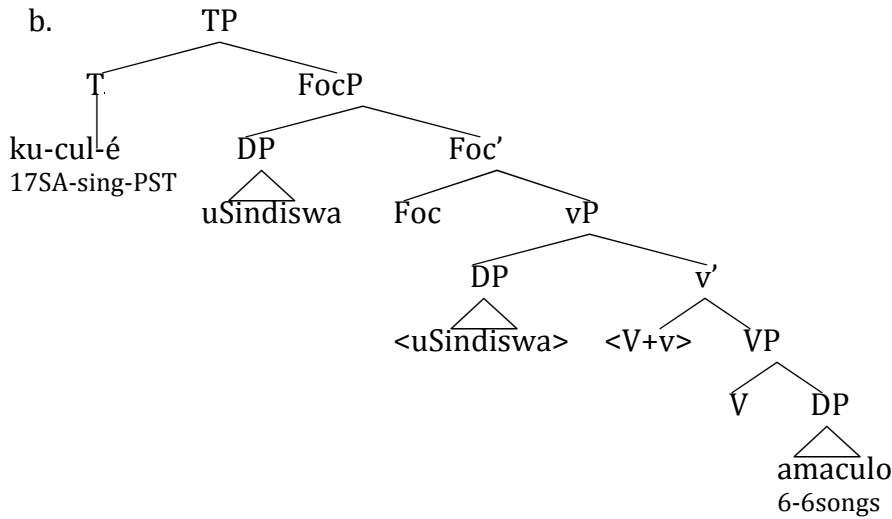 b. TP
T FocP
ku-cul-é DP Foc’
17SA-sing-PST
uSindiswa Foc vP
DP v’
<uSindiswa> <V+v> VP
V DP
amaculo
6-6songs